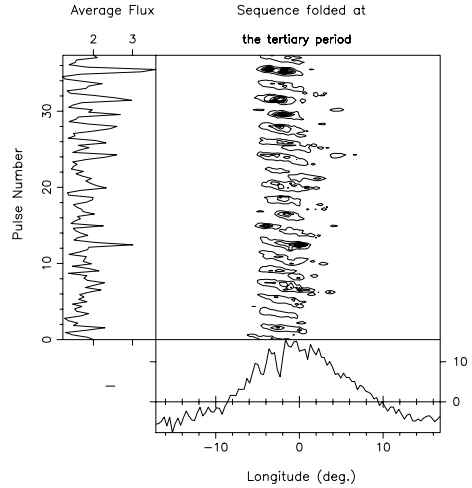 Average Flux
Sequence folded at
2 3
the tertiary period
Pulse Number
30
20
10
0
10
0
−10 0 10
Longitude (deg.)